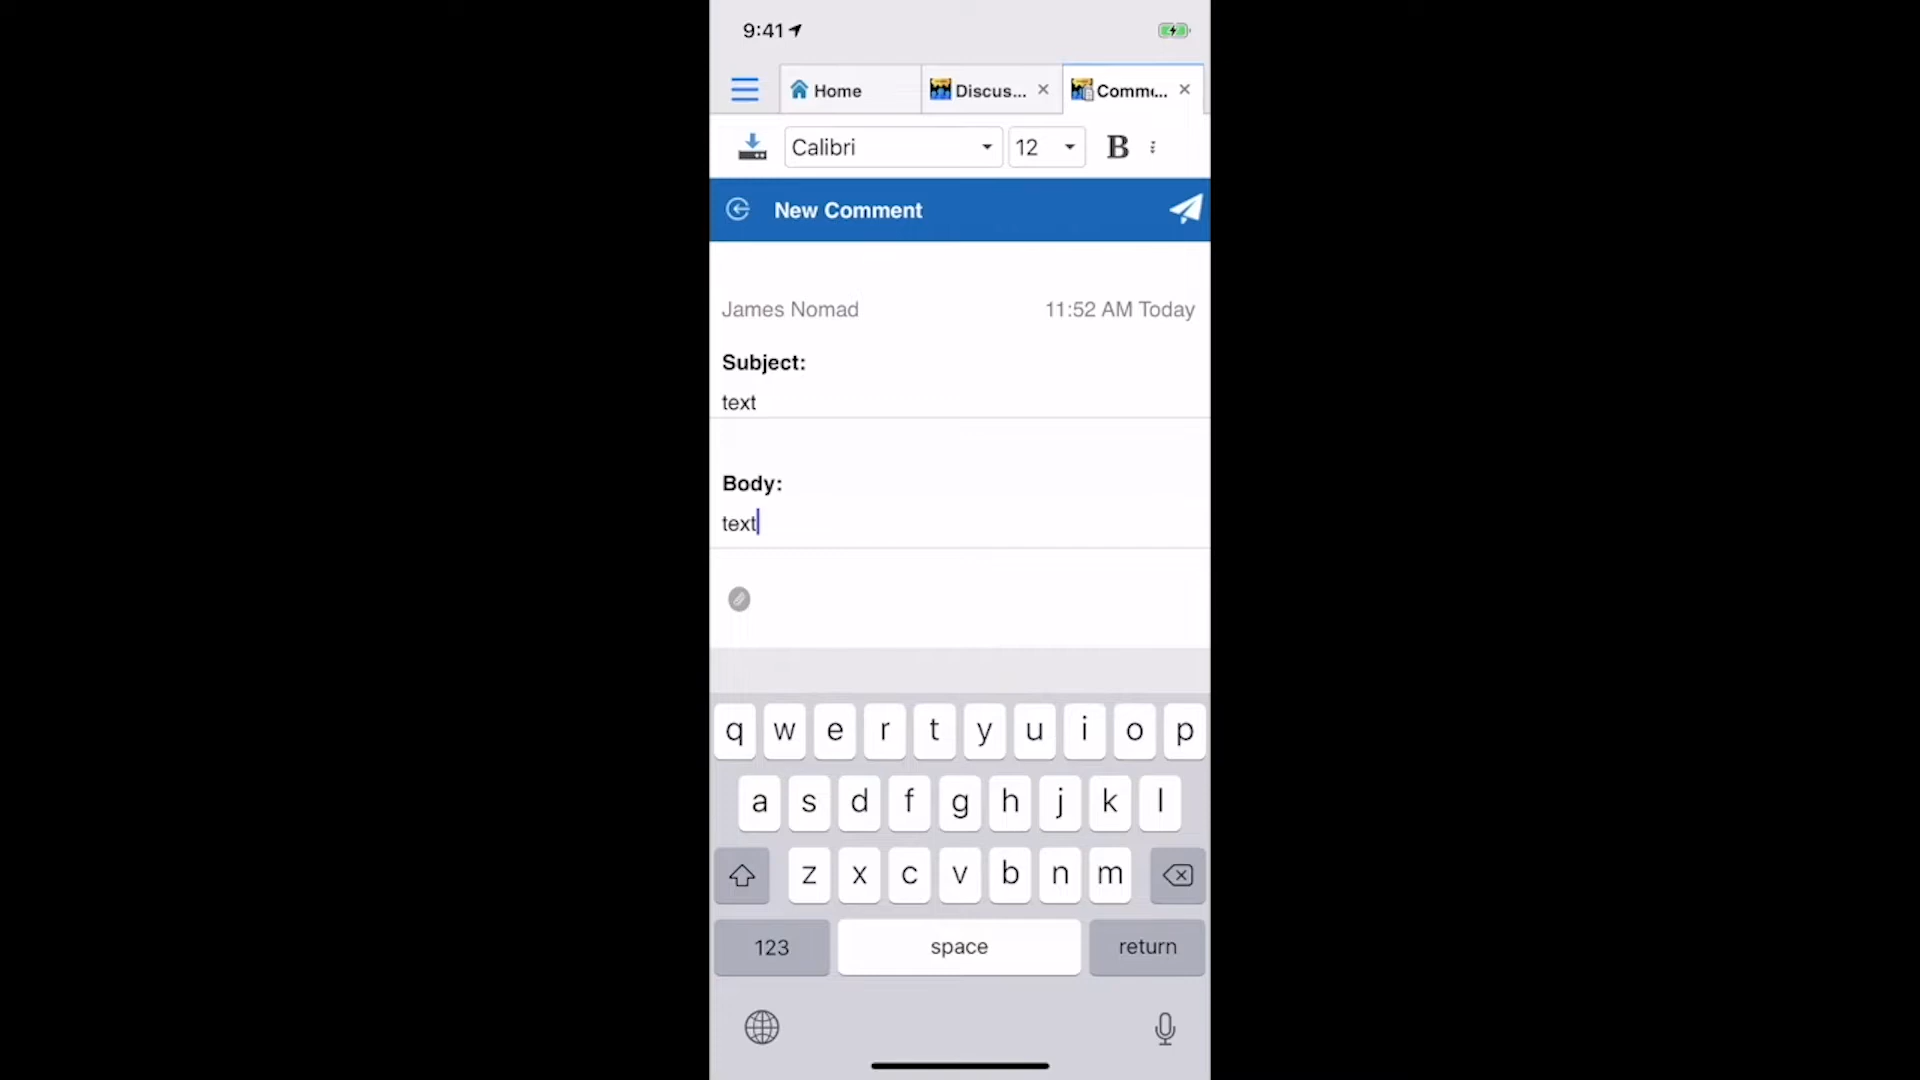 9:41
Home Discus... Commu...
Calibri 12 B
New Comment
James Nomad 11:52 AM Today
Subject:
text
Body:
text
q w e r t y u i o p
a s d f g h j k l
z x c v b n m
123 space return